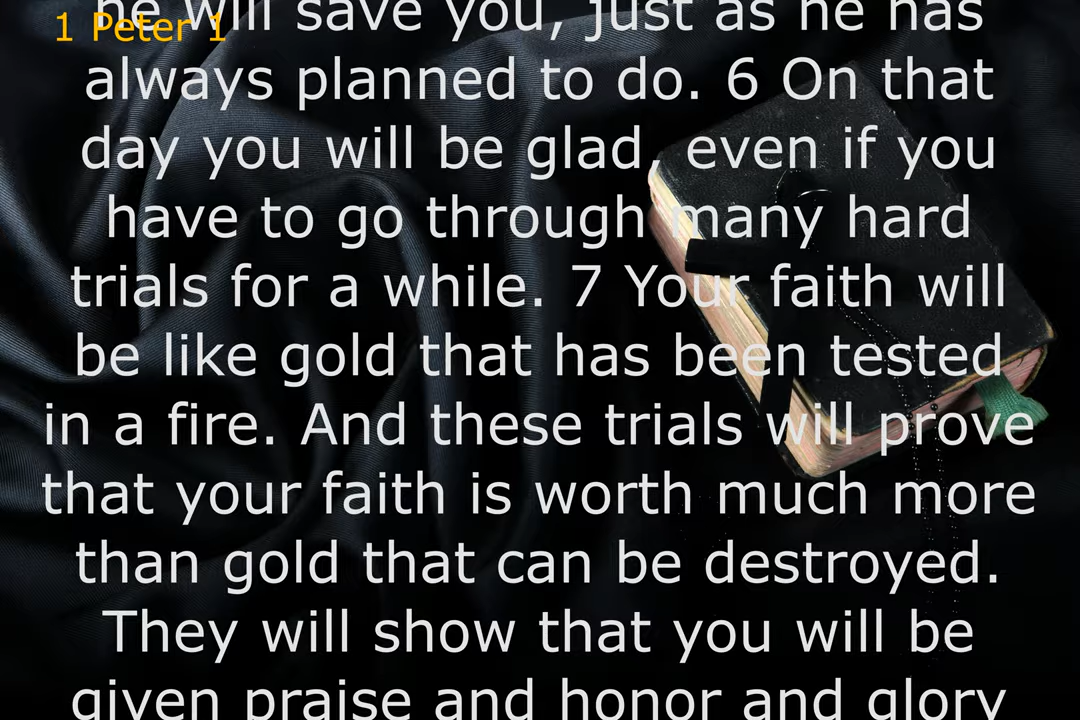 1 Peter 1
he will save you, just as he has
always planned to do. 6 On that
day you will be glad, even if you
have to go through many hard
trials for a while. 7 Your faith will
be like gold that has been tested
in a fire. And these trials will prove
that your faith is worth much more
than gold that can be destroyed.
They will show that you will be
given praise and honor and glory